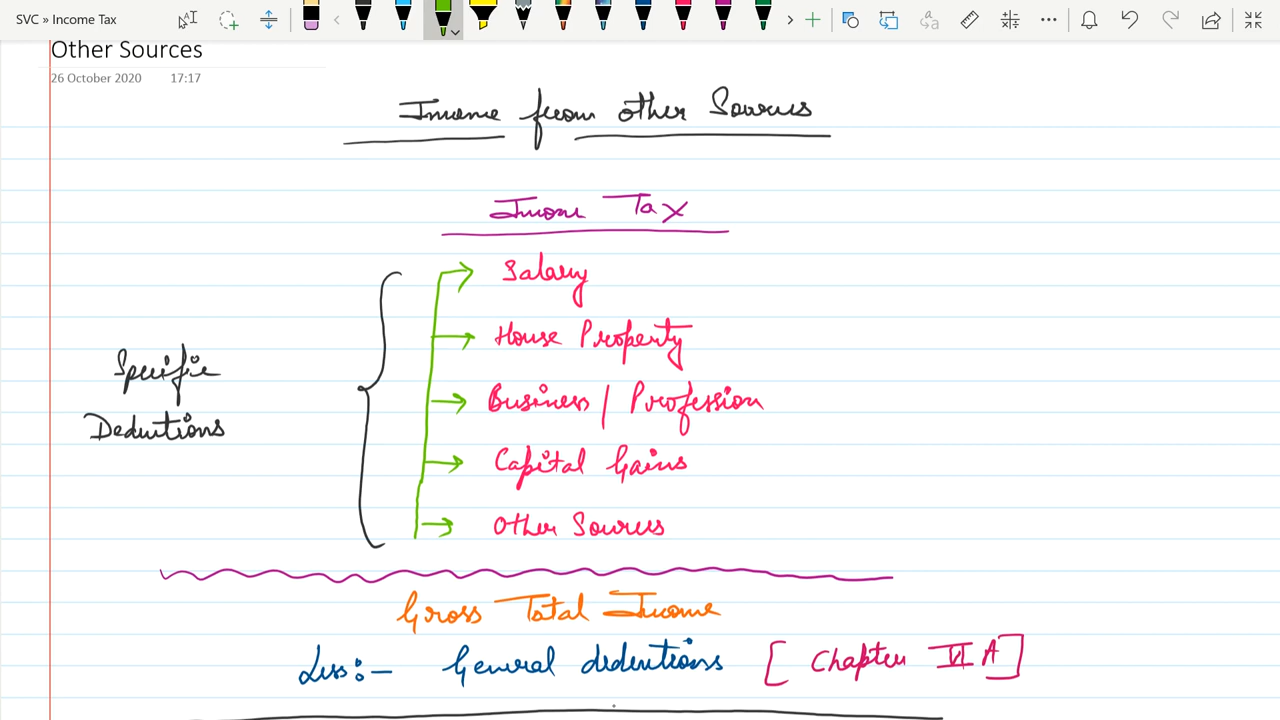 SVC » Income Tax
Other Sources
26 October 2020 17:17
Income from other Sources
Income Tax
Salary
House Property
Specific
Deductions
Business / Profession
Capital Gains
Other Sources
Gross Total Income
Less:- General deductions [Chapter VI A]